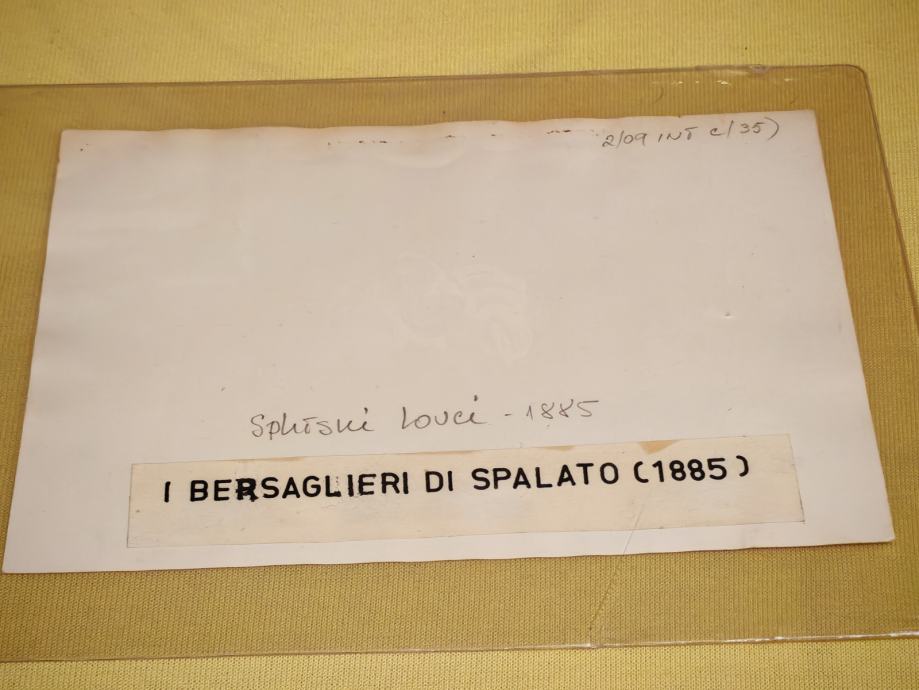 2/09 INT c/35)
Splitski Lovci - 1885
I BERSAGLIERI DI SPALATO (1885)